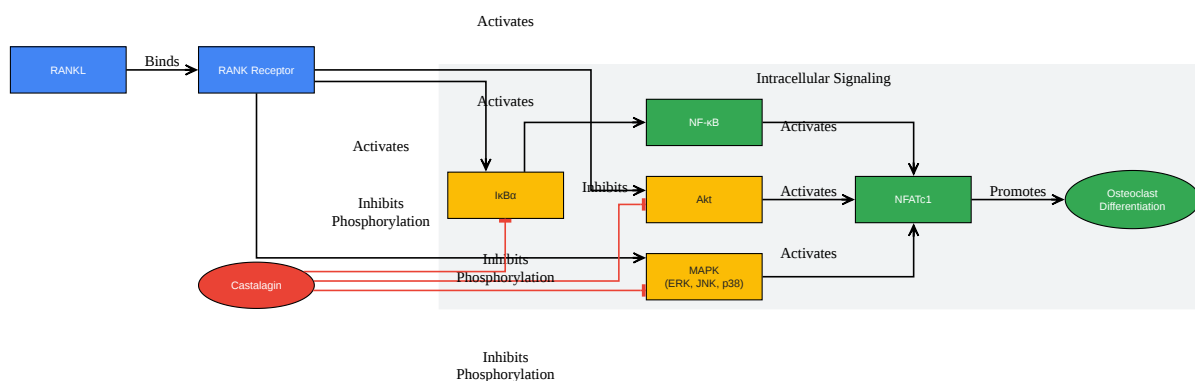 Activates
Intracellular Signaling
RANKL
Binds
RANK Receptor
Activates
NF-κB
Activates
Activates
IκBα
Inhibits
Akt
Activates
NFATc1
Promotes
Osteoclast
Differentiation
Inhibits
Phosphorylation
Castalagin
Inhibits
Phosphorylation
MAPK
(ERK, JNK, p38)
Activates
Inhibits
Phosphorylation